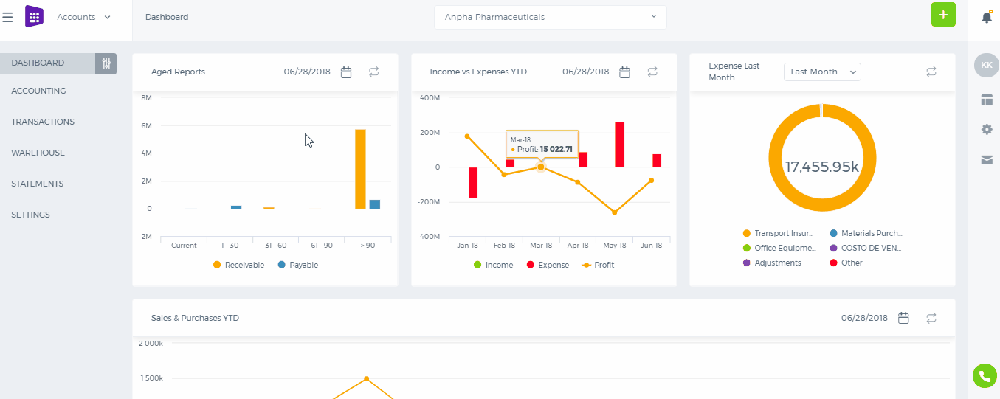 Accounts
Dashboard
Anpha Pharmaceuticals
DASHBOARD
ACCOUNTING
TRANSACTIONS
WAREHOUSE
STATEMENTS
SETTINGS
Aged Reports
06/28/2018
8M
6M
4M
2M
0
-2M
Current
1 - 30
31 - 60
61 - 90
> 90
Receivable
Payable
Income vs Expenses YTD
06/28/2018
400M
200M
0
-200M
-400M
Mar-18
Profit: 15 022.71
Jan-18
Feb-18
Mar-18
Apr-18
May-18
Jun-18
Income
Expense
Profit
Expense Last
Month
Last Month
17,455.95k
Transport Insur...
Materials Purch...
Office Equipme...
COSTO DE VEN...
Adjustments
Other
KK
Sales & Purchases YTD
06/28/2018
2 000k
1 500k